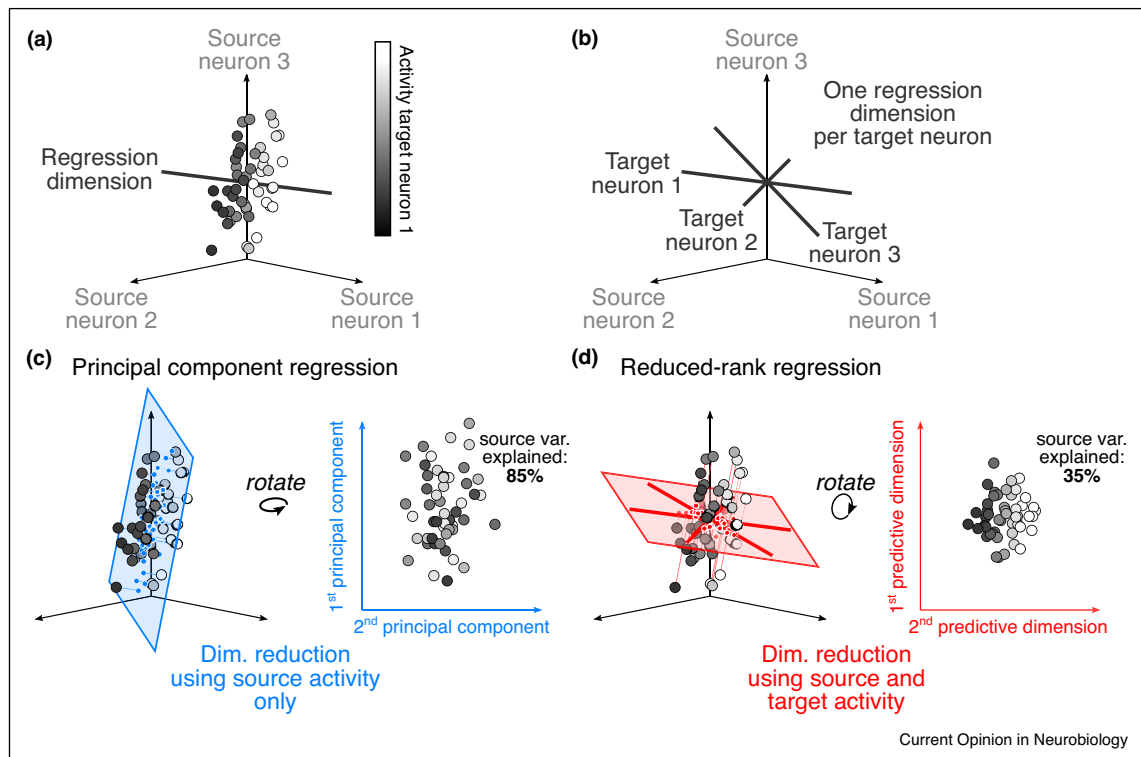 (a)
Source
neuron 3
Activity target neuron 1
Regression
dimension
Source
neuron 2
Source
neuron 1
(b)
Source
neuron 3
One regression
dimension
per target neuron
Target
neuron 1
Target
neuron 2
Target
neuron 3
Source
neuron 2
Source
neuron 1
(c)
Principal component regression
rotate
1st principal component
source var.
explained:
85%
2nd principal component
Dim. reduction
using source activity
only
(d)
Reduced-rank regression
rotate
1st predictive dimension
source var.
explained:
35%
2nd predictive dimension
Dim. reduction
using source and
target activity
Current Opinion in Neurobiology